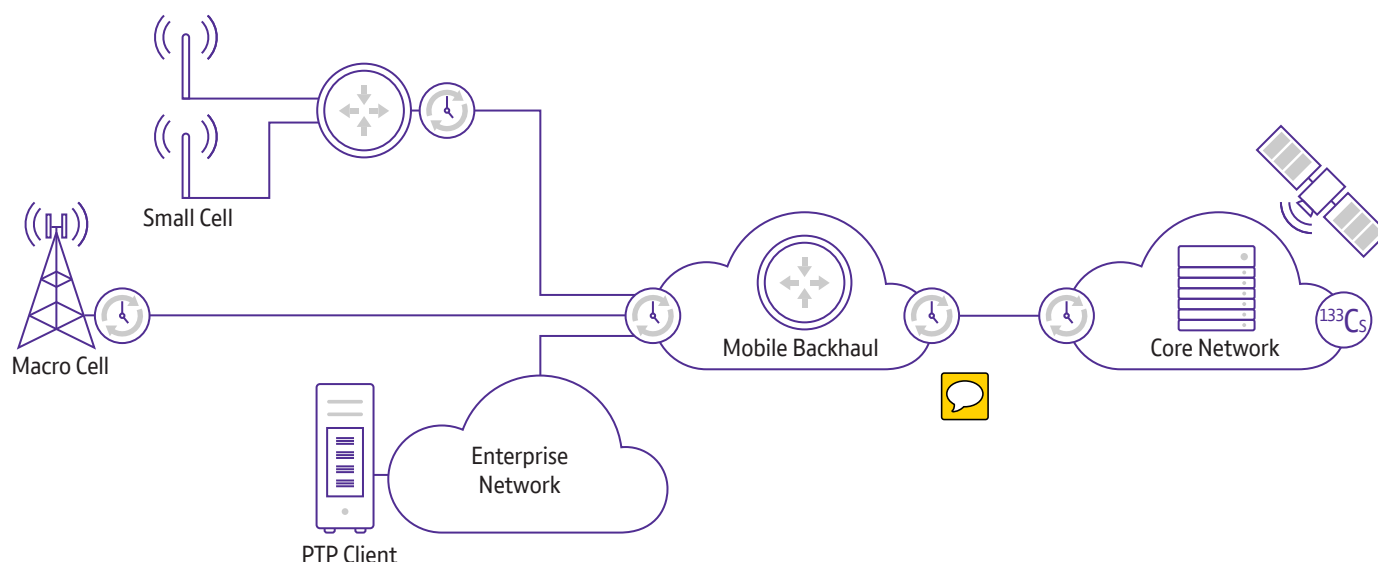 Small Cell
Macro Cell
Mobile Backhaul
Core Network
¹³³Cs
Enterprise
Network
PTP Client